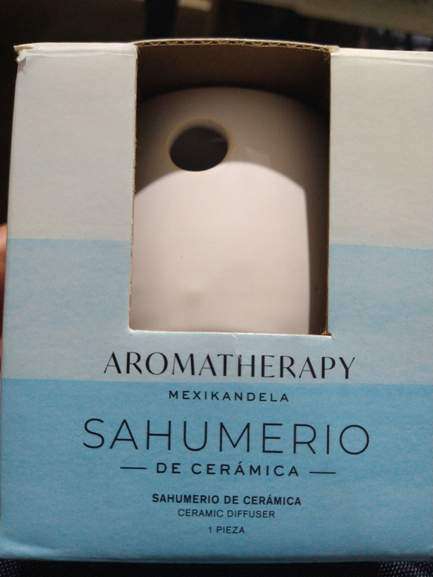 AROMATHERAPY
MEXIKANDELA
SAHUMERIO
DE CERÁMICA
SAHUMERIO DE CERÁMICA
CERAMIC DIFFUSER
1 PIEZA